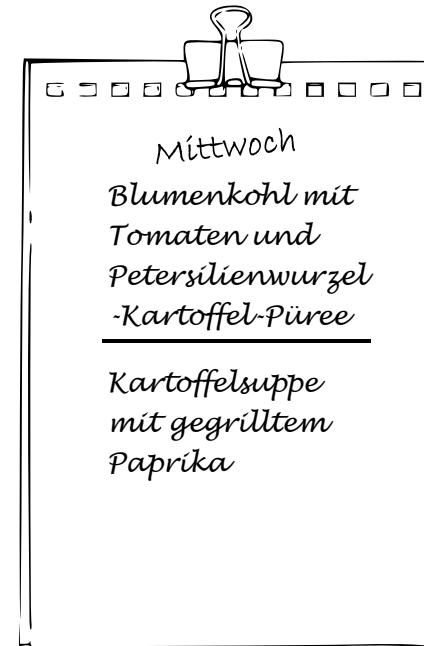 Mittwoch
Blumenkohl mit
Tomaten und
Petersilienwurzel
-Kartoffel-Püree
Kartoffelsuppe
mit gegrilltem
Paprika